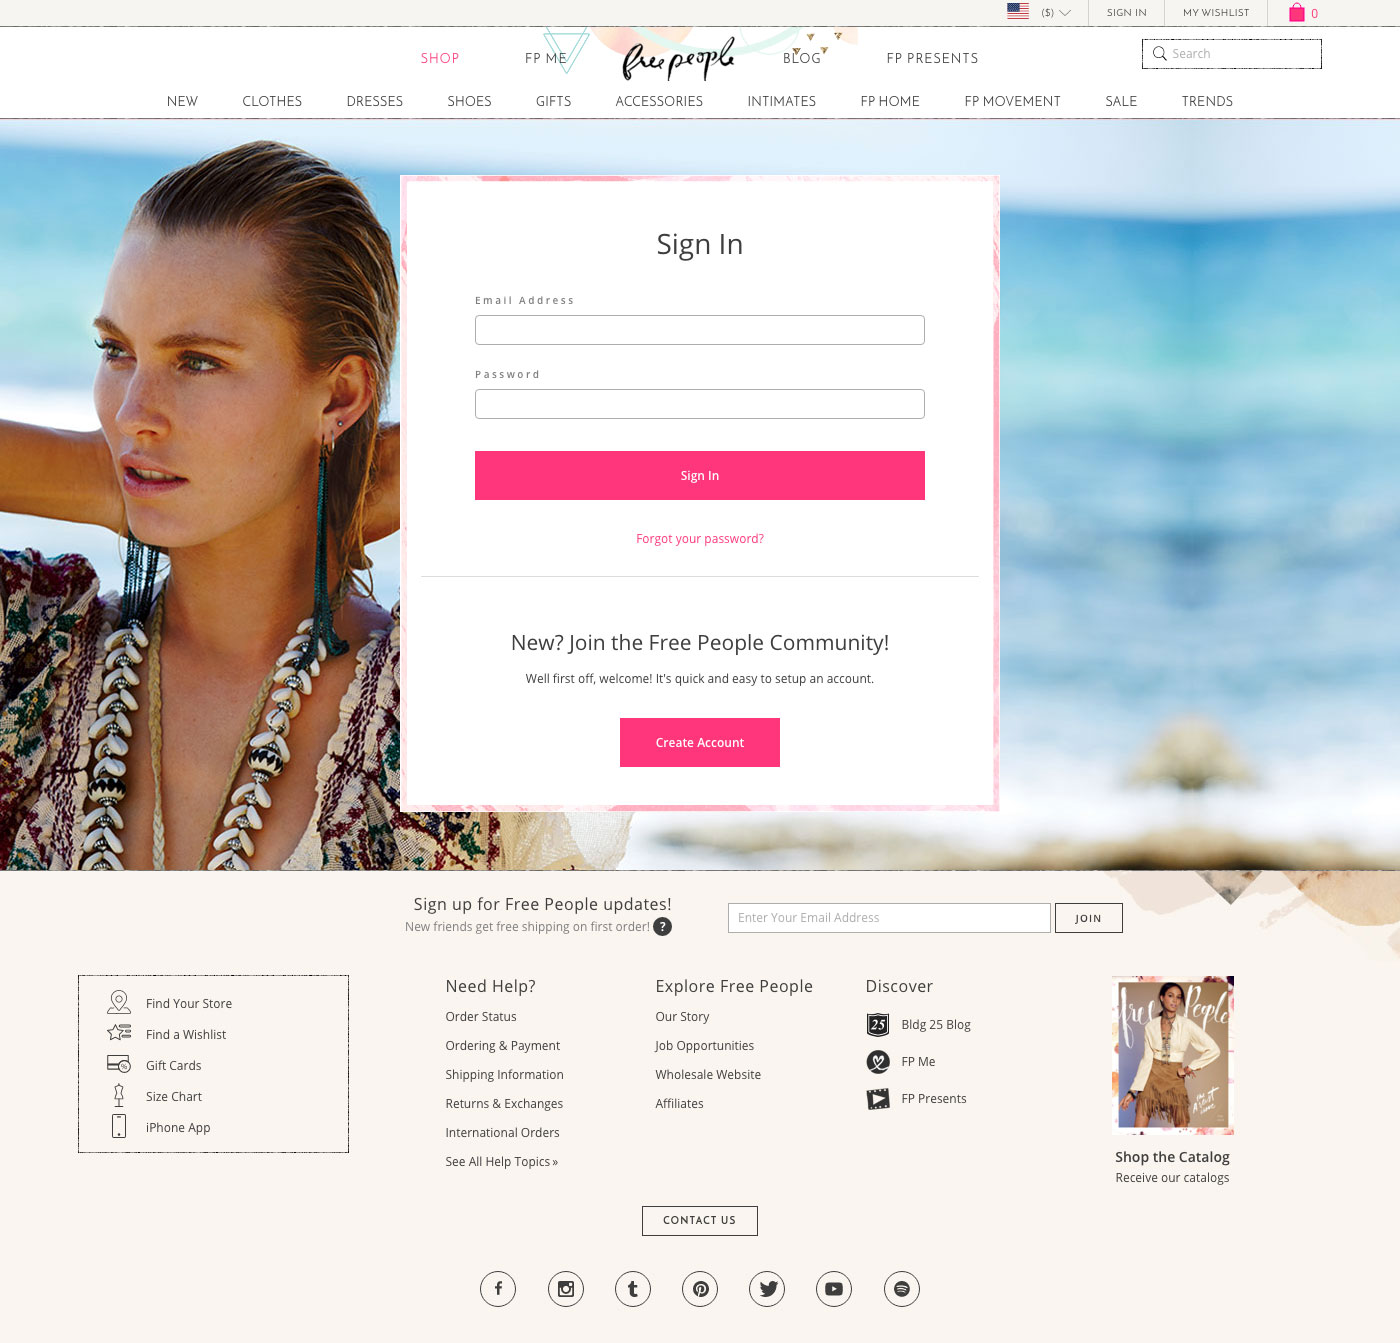 ($)
SIGN IN
MY WISHLIST
0
SHOP
FP ME
free people
BLOG
FP PRESENTS
Search
NEW
CLOTHES
DRESSES
SHOES
GIFTS
ACCESSORIES
INTIMATES
FP HOME
FP MOVEMENT
SALE
TRENDS
Sign In
Email Address
Password
Sign In
Forgot your password?
New? Join the Free People Community!
Well first off, welcome! It's quick and easy to setup an account.
Create Account
Sign up for Free People updates!
New friends get free shipping on first order! ?
Enter Your Email Address
JOIN
Find Your Store
Find a Wishlist
Gift Cards
%
Size Chart
iPhone App
Need Help?
Order Status
Ordering & Payment
Shipping Information
Returns & Exchanges
International Orders
See All Help Topics »
Explore Free People
Our Story
Job Opportunities
Wholesale Website
Affiliates
Discover
25
Bldg 25 Blog
FP Me
FP Presents
free People
Shop the Catalog
Receive our catalogs
CONTACT US